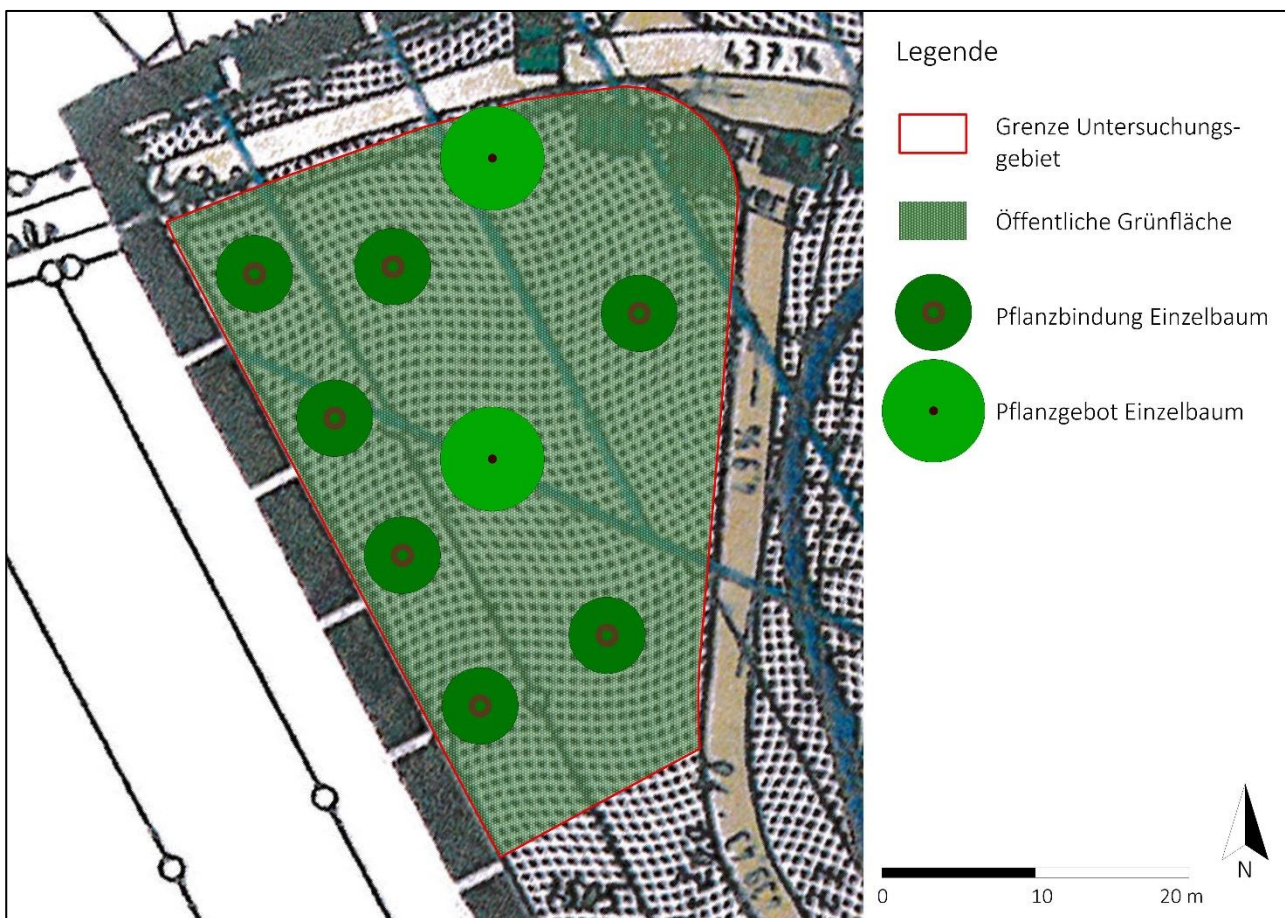 437.14
Legende
Grenze Untersuchungs-
gebiet
Öffentliche Grünfläche
Pflanzbindung Einzelbaum
Pflanzgebot Einzelbaum
N
0 10 20 m